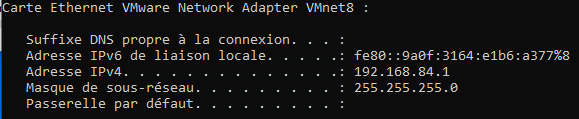 Carte Ethernet VMware Network Adapter VMnet8 :
Suffixe DNS propre à la connexion. . . :
Adresse IPv6 de liaison locale. . . . .: fe80::9a0f:3164:e1b6:a377%8
Adresse IPv4. . . . . . . . . . . . . .: 192.168.84.1
Masque de sous-réseau. . . . . . . . . : 255.255.255.0
Passerelle par défaut. . . . . . . . . :